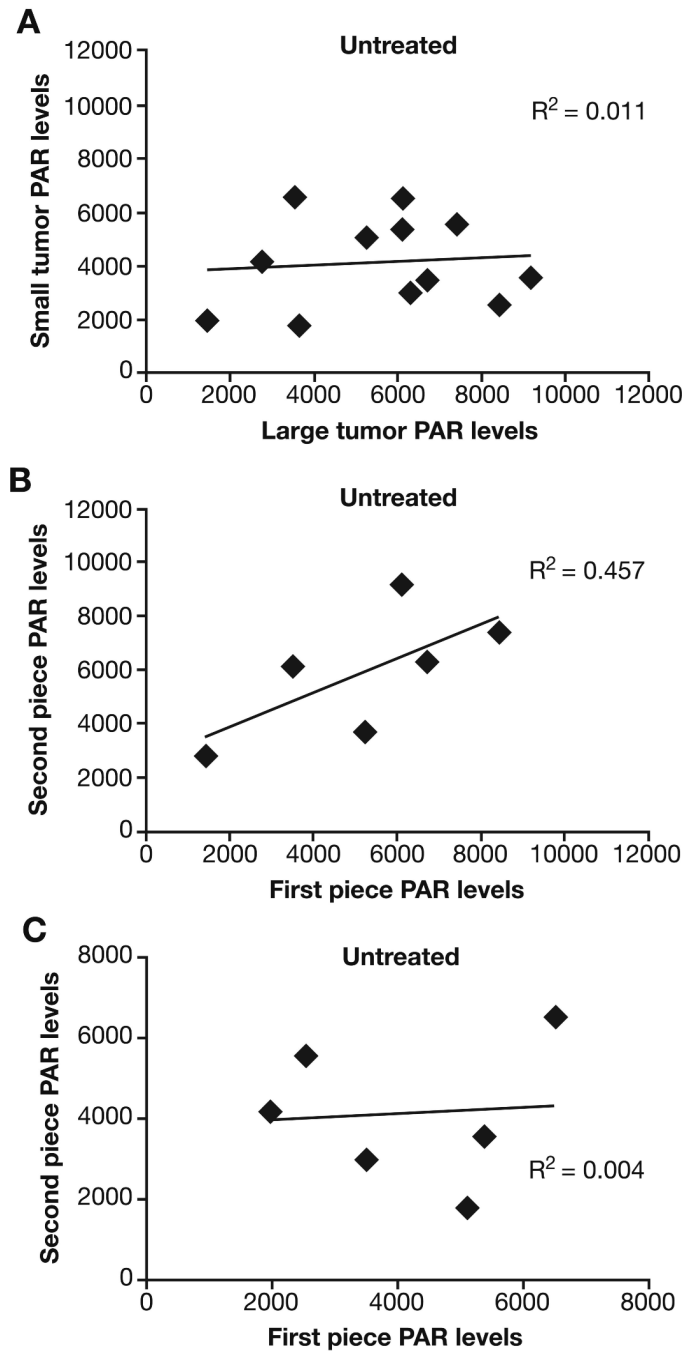 A
Untreated
R² = 0.011
Small tumor PAR levels
12000
10000
8000
6000
4000
2000
0
0 2000 4000 6000 8000 10000 12000
Large tumor PAR levels
B
Untreated
R² = 0.457
Second piece PAR levels
12000
10000
8000
6000
4000
2000
0
0 2000 4000 6000 8000 10000 12000
First piece PAR levels
C
Untreated
R² = 0.004
Second piece PAR levels
8000
6000
4000
2000
0
0 2000 4000 6000 8000
First piece PAR levels